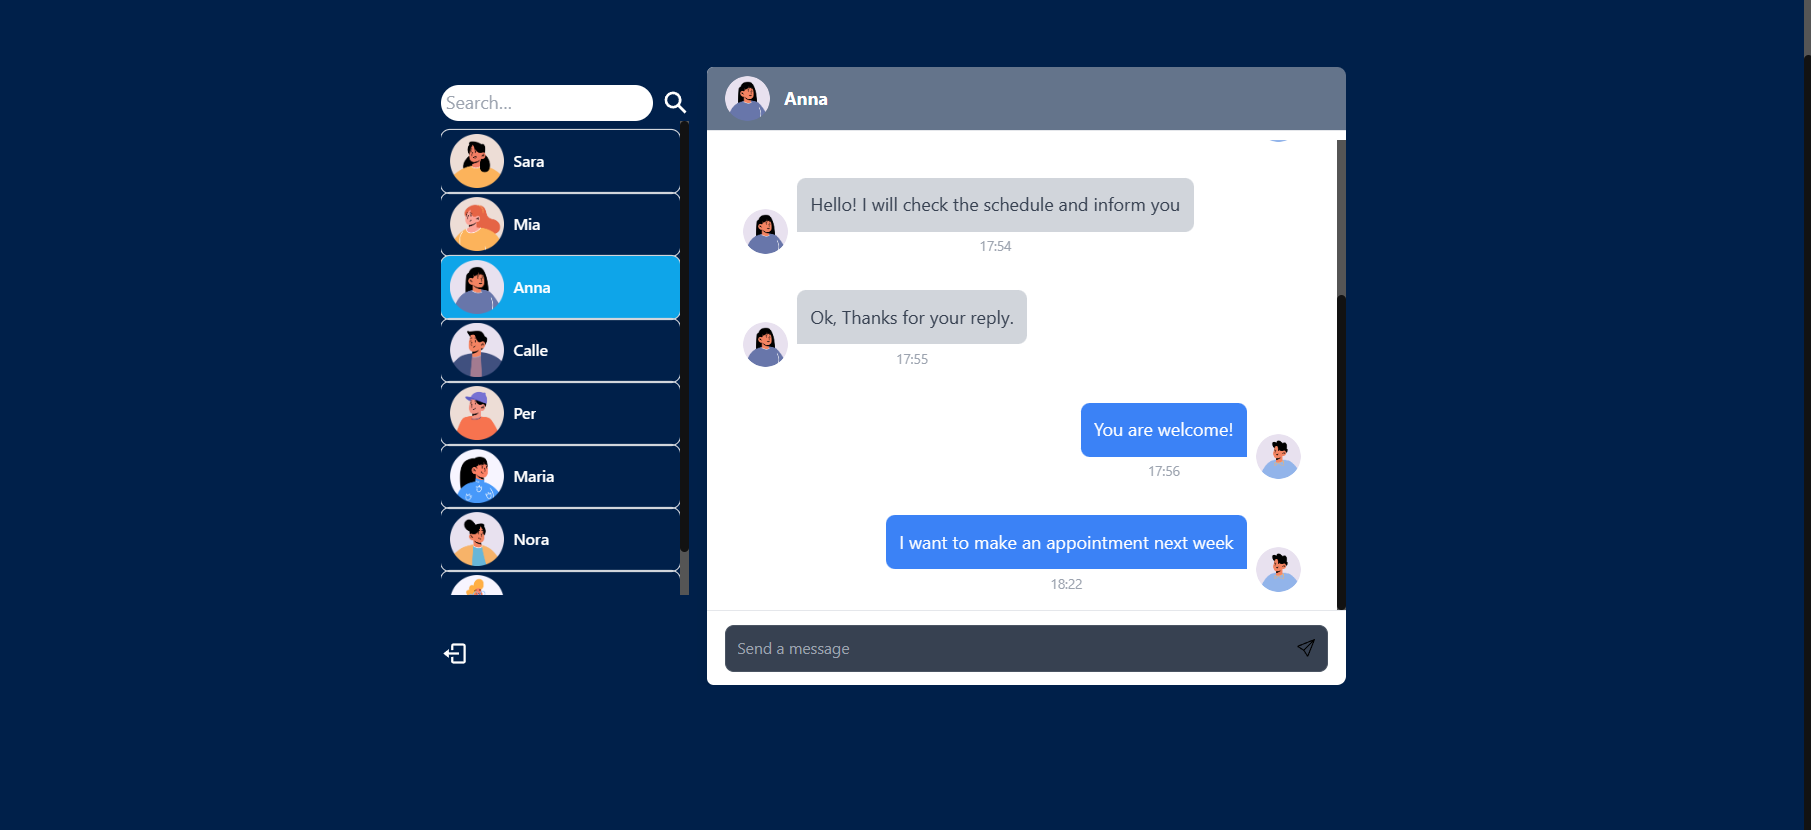 Search...
Sara
Mia
Anna
Calle
Per
Maria
Nora
Anna
Hello! I will check the schedule and inform you
17:54
Ok, Thanks for your reply.
17:55
You are welcome!
17:56
I want to make an appointment next week
18:22
Send a message